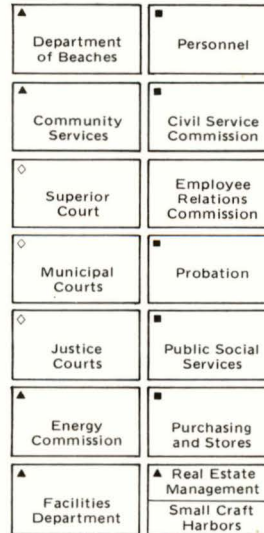 Department
of Beaches
Personnel
Community
Services
Civil Service
Commission
Superior
Court
Employee
Relations
Commission
Municipal
Courts
Probation
Justice
Courts
Public Social
Services
Energy
Commission
Purchasing
and Stores
Facilities
Department
Real Estate
Management
Small Craft
Harbors